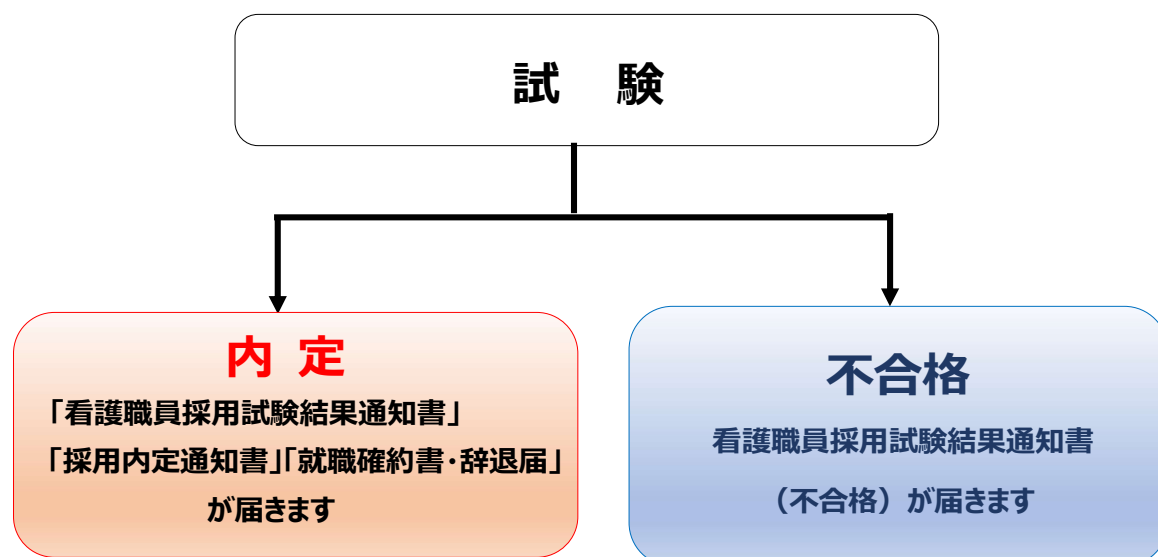 試　験
内 定
「看護職員採用試験結果通知書」
「採用内定通知書」「就職確約書・辞退届」
が届きます
不合格
看護職員採用試験結果通知書
（不合格）が届きます